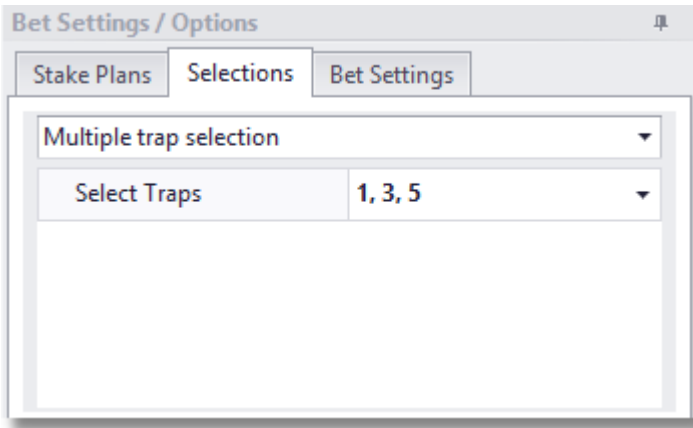 Bet Settings / Options
Stake Plans Selections Bet Settings
Multiple trap selection
Select Traps 1, 3, 5